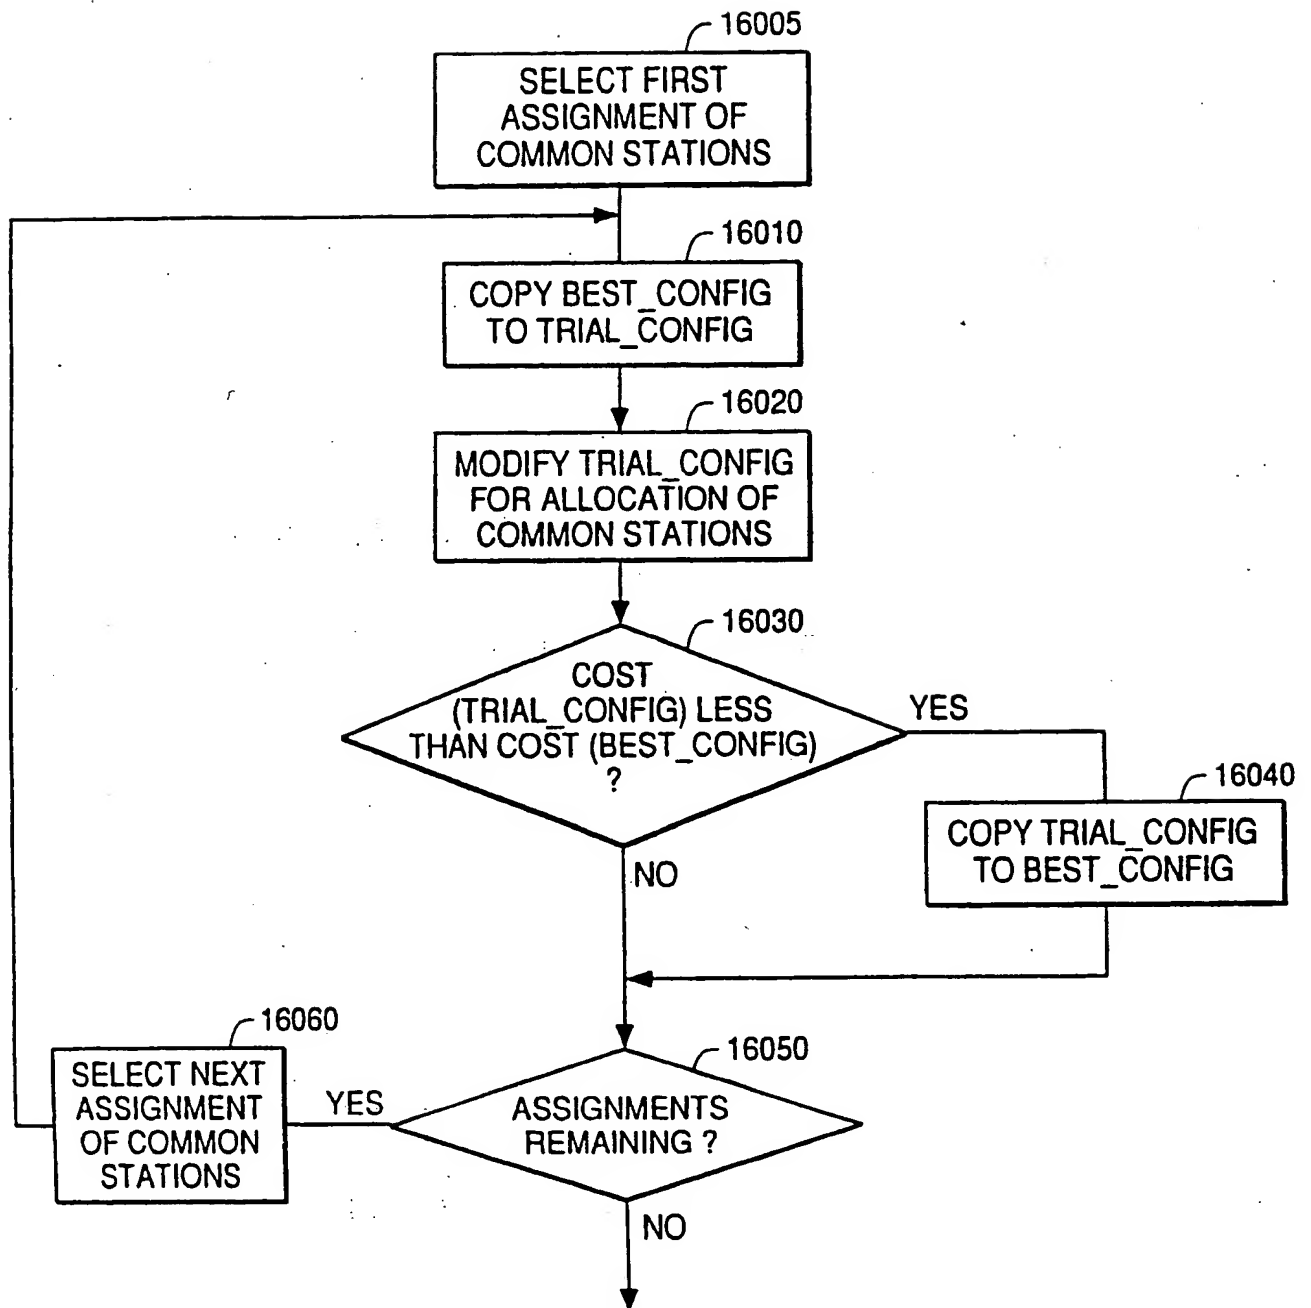 16005
SELECT FIRST
ASSIGNMENT OF
COMMON STATIONS
16010
COPY BEST_CONFIG
TO TRIAL_CONFIG
16020
MODIFY TRIAL_CONFIG
FOR ALLOCATION OF
COMMON STATIONS
16030
COST
(TRIAL_CONFIG) LESS
THAN COST (BEST_CONFIG)
?
YES
16040
COPY TRIAL_CONFIG
TO BEST_CONFIG
NO
16060
SELECT NEXT
ASSIGNMENT
OF COMMON
STATIONS
YES
16050
ASSIGNMENTS
REMAINING ?
NO